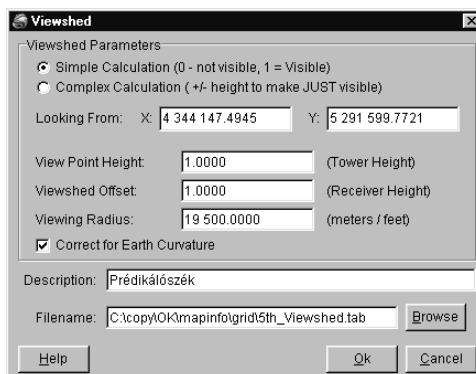 Viewshed
Viewshed Parameters
Simple Calculation (0 - not visible, 1 = Visible)
Complex Calculation ( +/- height to make JUST visible)
Looking From: X: 4 344 147.4945 Y: 5 291 599.7721
View Point Height: 1.0000 (Tower Height)
Viewshed Offset: 1.0000 (Receiver Height)
Viewing Radius: 19 500.0000 (meters / feet)
Correct for Earth Curvature
Description: Prédikálószék
Filename: C:\copy\OK\mapinfo\grid\5th_Viewshed.tab Browse
Help Ok Cancel